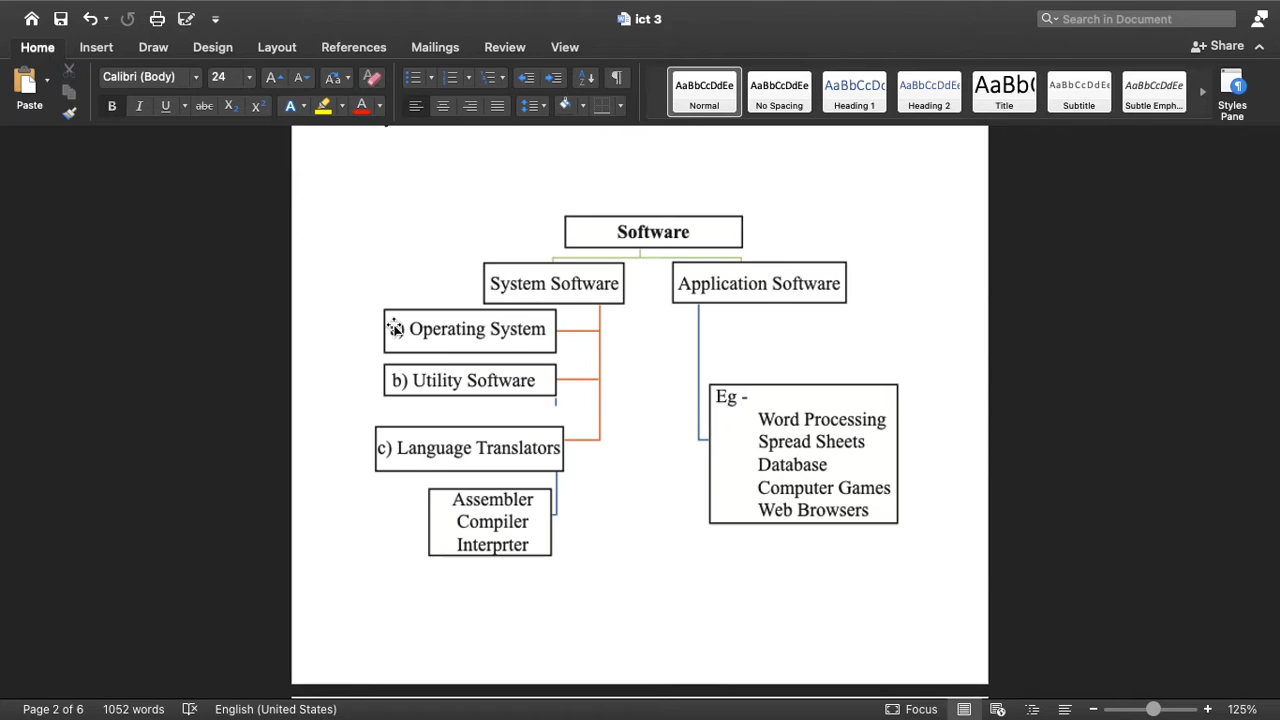 ict 3
Search in Document
Home Insert Draw Design Layout References Mailings Review View Share
Paste
Calibri (Body) 24
AaBbCcDdEe AaBbCcDdEe AaBbCcDc AaBbCcDdEe AaBbC AaBbCcDdEe AaBbCcDdEe
Normal No Spacing Heading 1 Heading 2 Title Subtitle Subtle Emph...
Styles
Pane
Software
System Software
Application Software
Operating System
b) Utility Software
c) Language Translators
Assembler
Compiler
Interprter
Eg -
Word Processing
Spread Sheets
Database
Computer Games
Web Browsers
Page 2 of 6 1052 words English (United States) Focus 125%